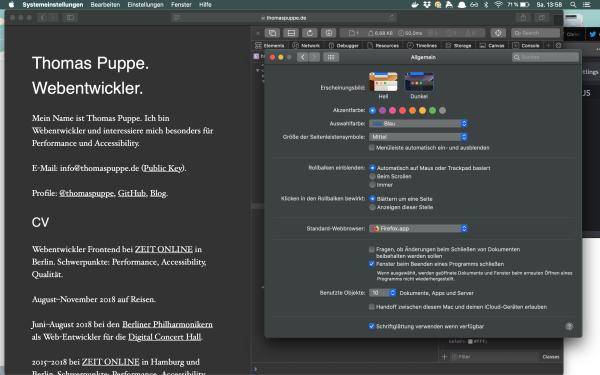 Systemeinstellungen Bearbeiten Einstellungen Fenster Hilfe
71 % Sa. 13:58
thomaspuppe.de
1 6,68 KB 50,0ms
Search
Elements Network Debugger Resources Timelines Storage Canvas Console
Thomas Puppe.
Webentwickler.
Mein Name ist Thomas Puppe. Ich bin
Webentwickler und interessiere mich besonders für
Performance und Accessibility.
E-Mail: info@thomaspuppe.de (Public Key).
Profile: @thomaspuppe, GitHub, Blog.
CV
Webentwickler Frontend bei ZEIT ONLINE in
Berlin. Schwerpunkte: Performance, Accessibility,
Qualität.
August–November 2018 auf Reisen.
Juni–August 2018 bei den Berliner Philharmonikern
als Web-Entwickler für die Digital Concert Hall.
2015–2018 bei ZEIT ONLINE in Hamburg und
Berlin. Schwerpunkte: Performance, Accessibility,
Allgemein
Suchen
Erscheinungsbild:
Hell Dunkel
Akzentfarbe:
Auswahlfarbe: Blau
Größe der Seitenleistensymbole: Mittel
Menüleiste automatisch ein- und ausblenden
Rollbalken einblenden: Automatisch auf Maus oder Trackpad basiert
Beim Scrollen
Immer
Klicken in den Rollbalken bewirkt: Blättern um eine Seite
Anzeigen dieser Stelle
Standard-Webbrowser: Firefox.app
Fragen, ob Änderungen beim Schließen von Dokumenten
beibehalten werden sollen
Fenster beim Beenden eines Programms schließen
Wenn ausgewählt, werden geöffnete Dokumente und Fenster beim erneuten Öffnen eines
Programms nicht wiederhergestellt.
Benutzte Objekte: 10 Dokumente, Apps und Server
Handoff zwischen diesem Mac und deinen iCloud-Geräten erlauben
Schriftglättung verwenden wenn verfügbar
?
#fff;
Filter Classes